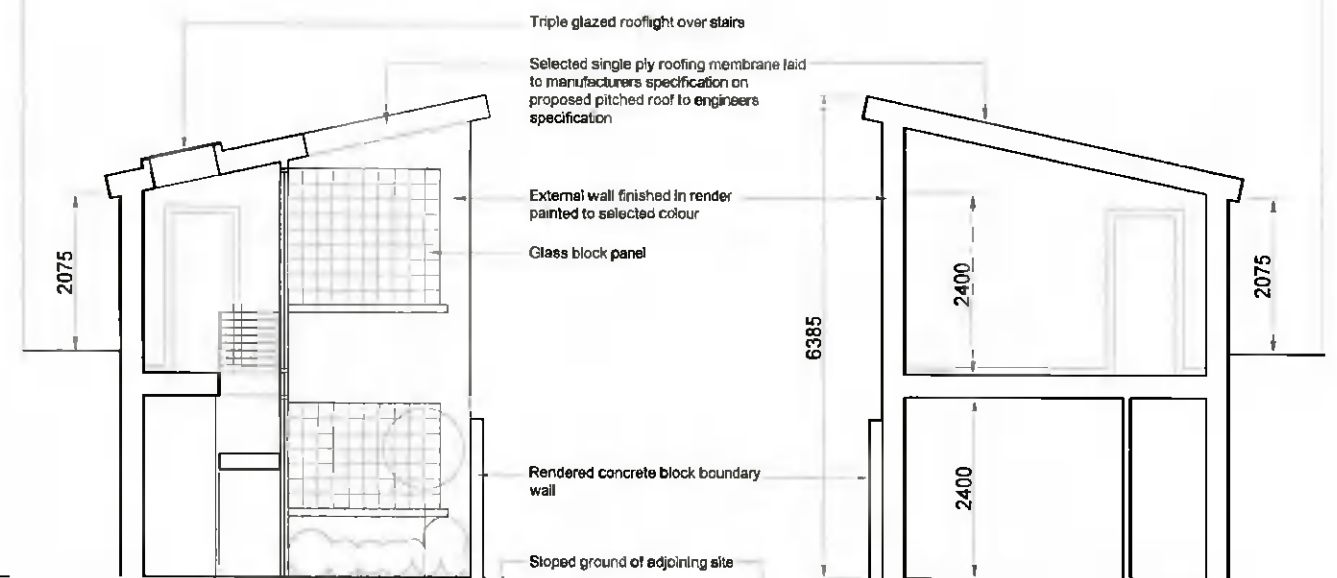 Triple glazed rooflight over stairs
Selected single ply roofing membrane laid
to manufacturers specification on
proposed pitched roof to engineers
specification
External wall finished in render
painted to selected colour
Glass block panel
2075
6385
2400
2075
2400
Rendered concrete block boundary
wall
Sloped ground of adjoining site